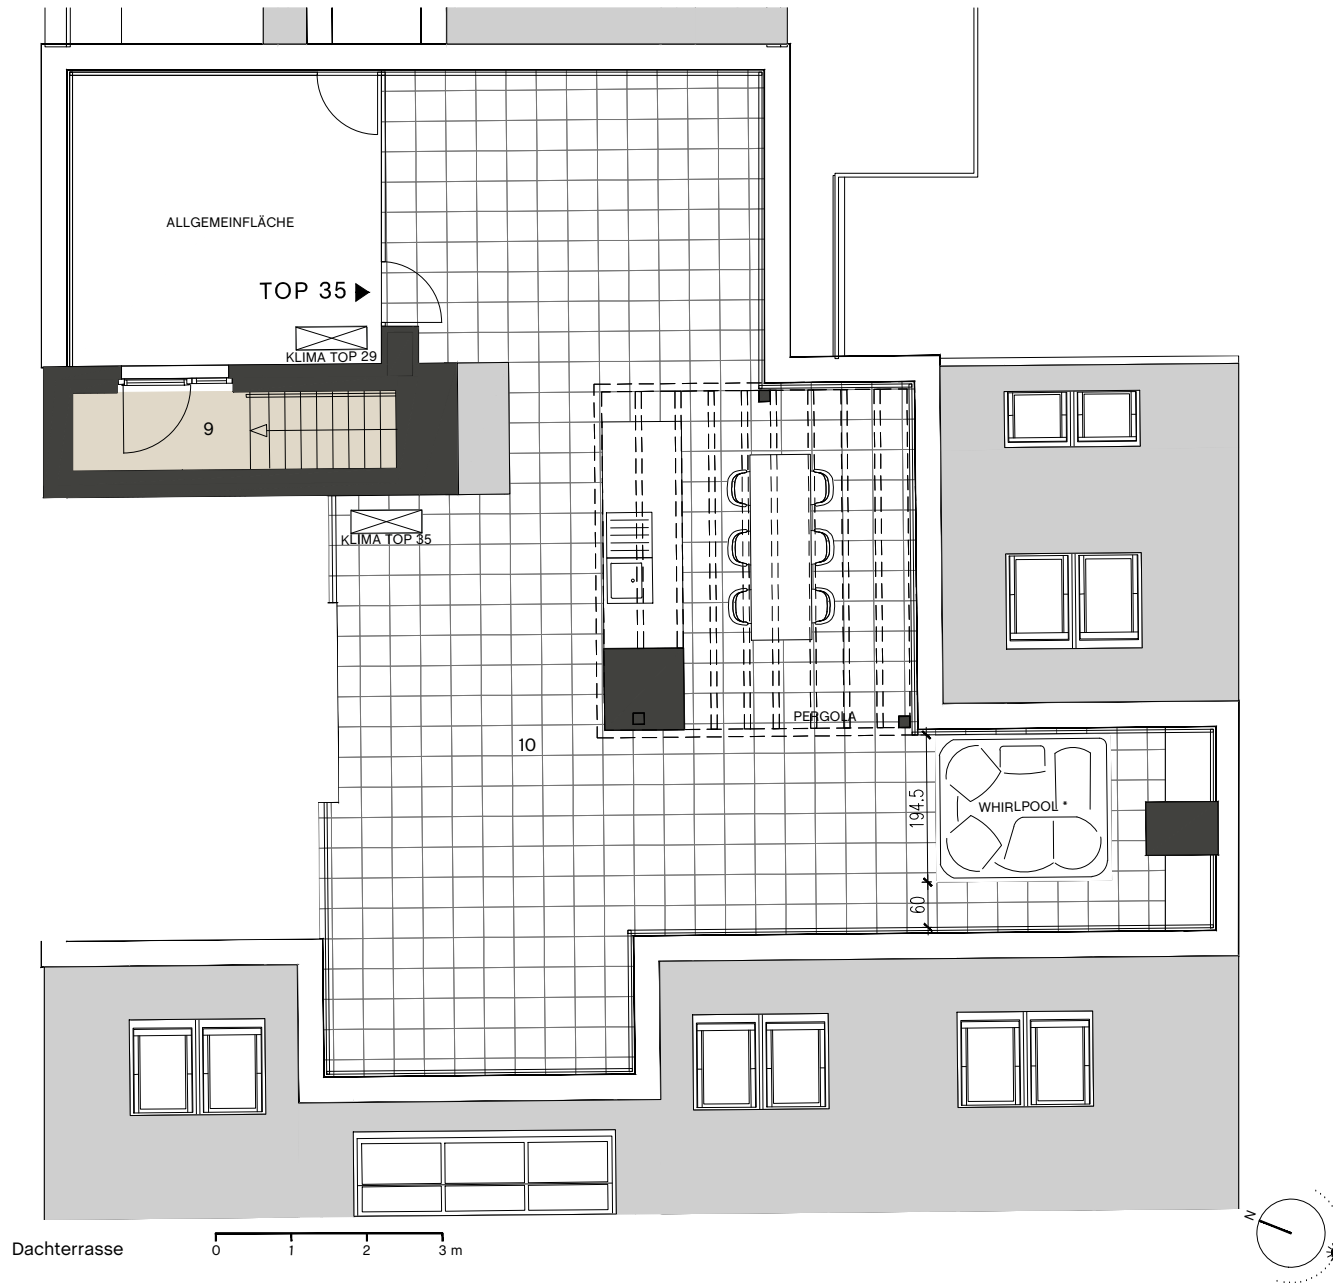 ALLGEMEINFLÄCHE
TOP 35
KLIMA TOP 29
9
KLIMA TOP 35
PERGOLA
10
194.5
WHIRLPOOL *
60
N
Dachterrasse
0 1 2 3 m